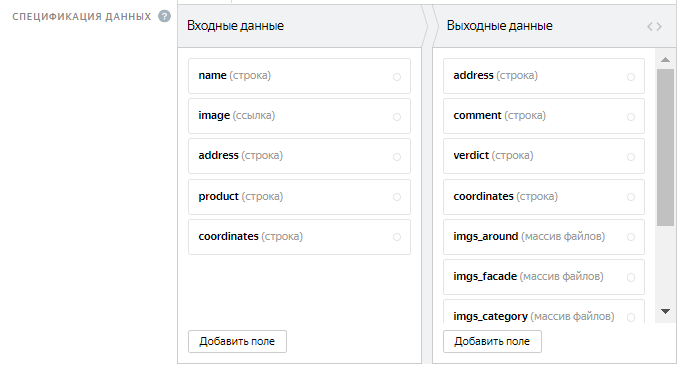 СПЕЦИФИКАЦИЯ ДАННЫХ ?
Входные данные
name (строка)
image (ссылка)
address (строка)
product (строка)
coordinates (строка)
Добавить поле
Выходные данные <>
address (строка)
comment (строка)
verdict (строка)
coordinates (строка)
imgs_around (массив файлов)
imgs_facade (массив файлов)
imgs_category (массив файлов)
Добавить поле